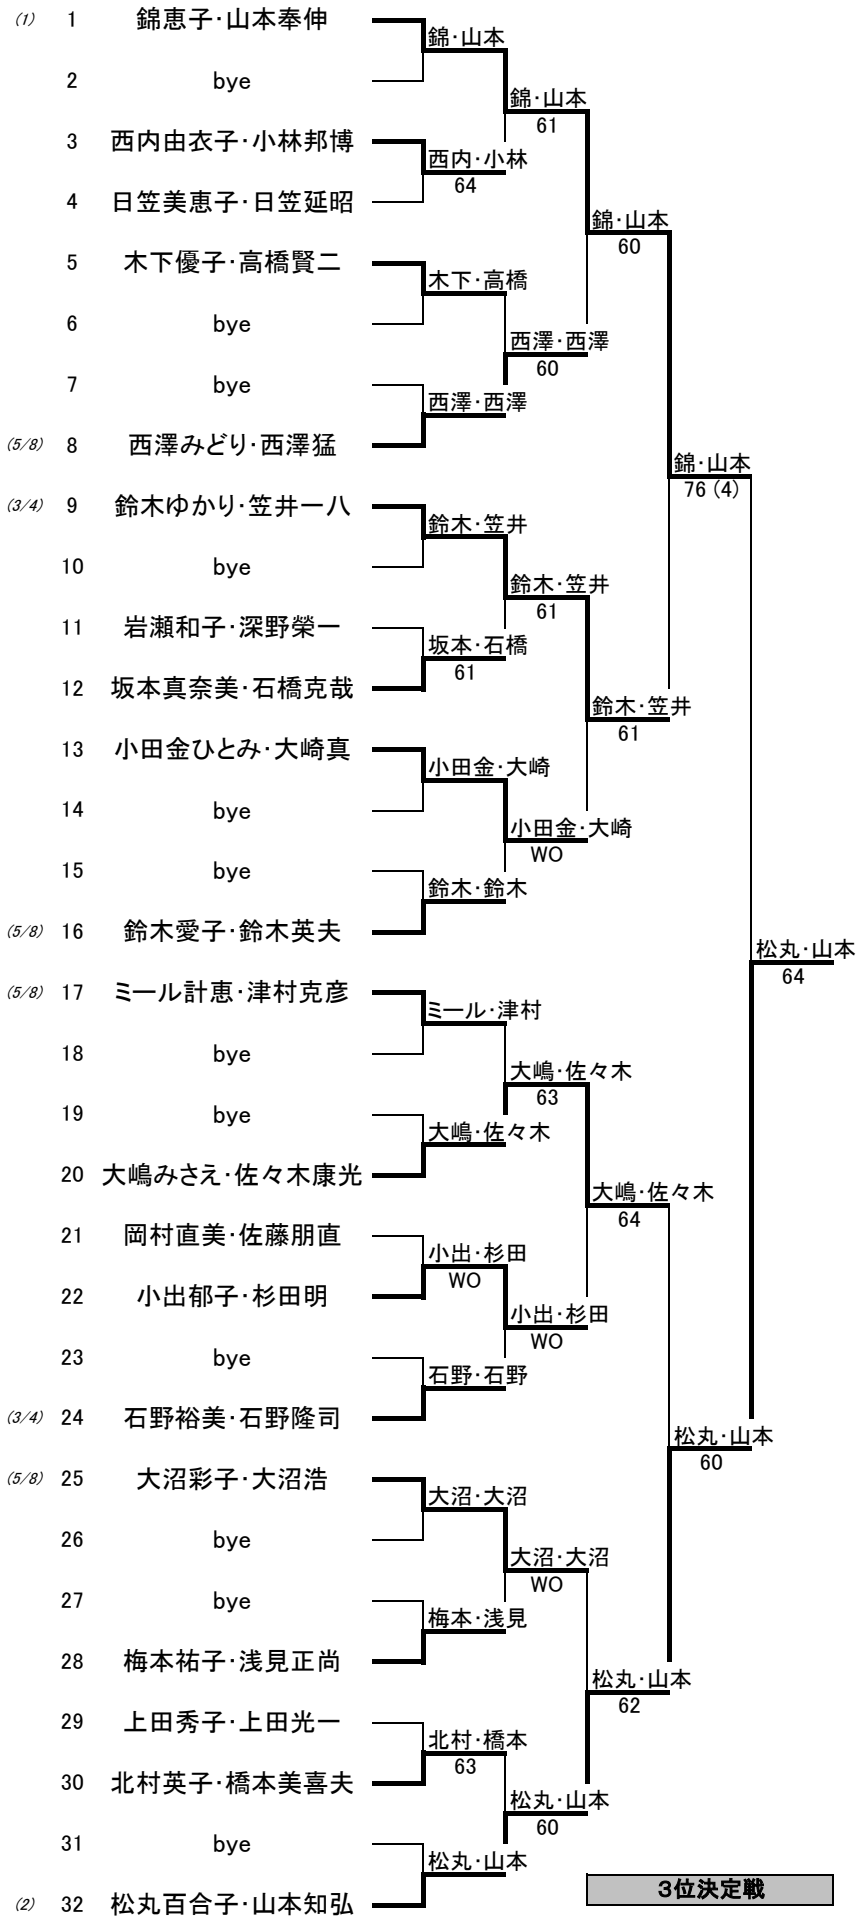 (1) 1 錦恵子・山本奉伸
錦・山本
2 bye
錦・山本
61
3 西内由衣子・小林邦博
西内・小林
64
4 日笠美恵子・日笠延昭
錦・山本
60
5 木下優子・高橋賢二
木下・高橋
6 bye
西澤・西澤
60
7 bye
西澤・西澤
(5/8) 8 西澤みどり・西澤猛
錦・山本
76 (4)
(3/4) 9 鈴木ゆかり・笠井一八
鈴木・笠井
10 bye
鈴木・笠井
61
11 岩瀬和子・深野榮一
坂本・石橋
61
12 坂本真奈美・石橋克哉
鈴木・笠井
61
13 小田金ひとみ・大崎真
小田金・大崎
14 bye
小田金・大崎
WO
15 bye
鈴木・鈴木
(5/8) 16 鈴木愛子・鈴木英夫
松丸・山本
64
(5/8) 17 ミール計恵・津村克彦
ミール・津村
18 bye
大嶋・佐々木
63
19 bye
大嶋・佐々木
20 大嶋みさえ・佐々木康光
大嶋・佐々木
64
21 岡村直美・佐藤朋直
小出・杉田
WO
22 小出郁子・杉田明
小出・杉田
WO
23 bye
石野・石野
(3/4) 24 石野裕美・石野隆司
松丸・山本
60
(5/8) 25 大沼彩子・大沼浩
大沼・大沼
26 bye
大沼・大沼
WO
27 bye
梅本・浅見
28 梅本祐子・浅見正尚
松丸・山本
62
29 上田秀子・上田光一
北村・橋本
63
30 北村英子・橋本美喜夫
松丸・山本
60
31 bye
松丸・山本
(2) 32 松丸百合子・山本知弘
3位決定戦